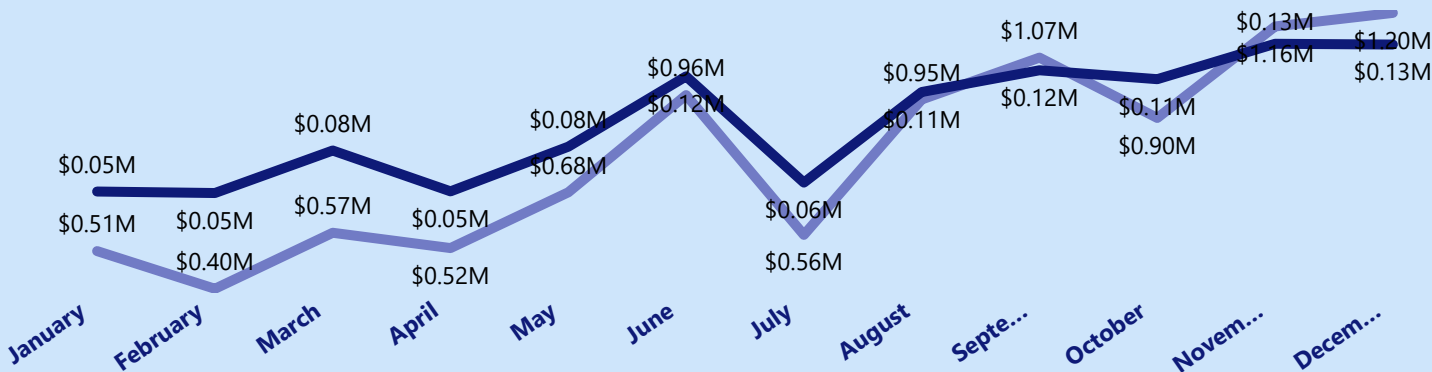 $0.13M
$1.07M
$1.20M
$1.16M
$0.96M
$0.95M
$0.13M
$0.12M
$0.12M
$0.11M
$0.08M
$0.08M
$0.11M
$0.90M
$0.05M
$0.68M
$0.57M
$0.06M
$0.51M
$0.05M
$0.05M
$0.40M
$0.52M
$0.56M
January
February
March
April
May
June
July
August
Septe...
October
Novem...
Decem...